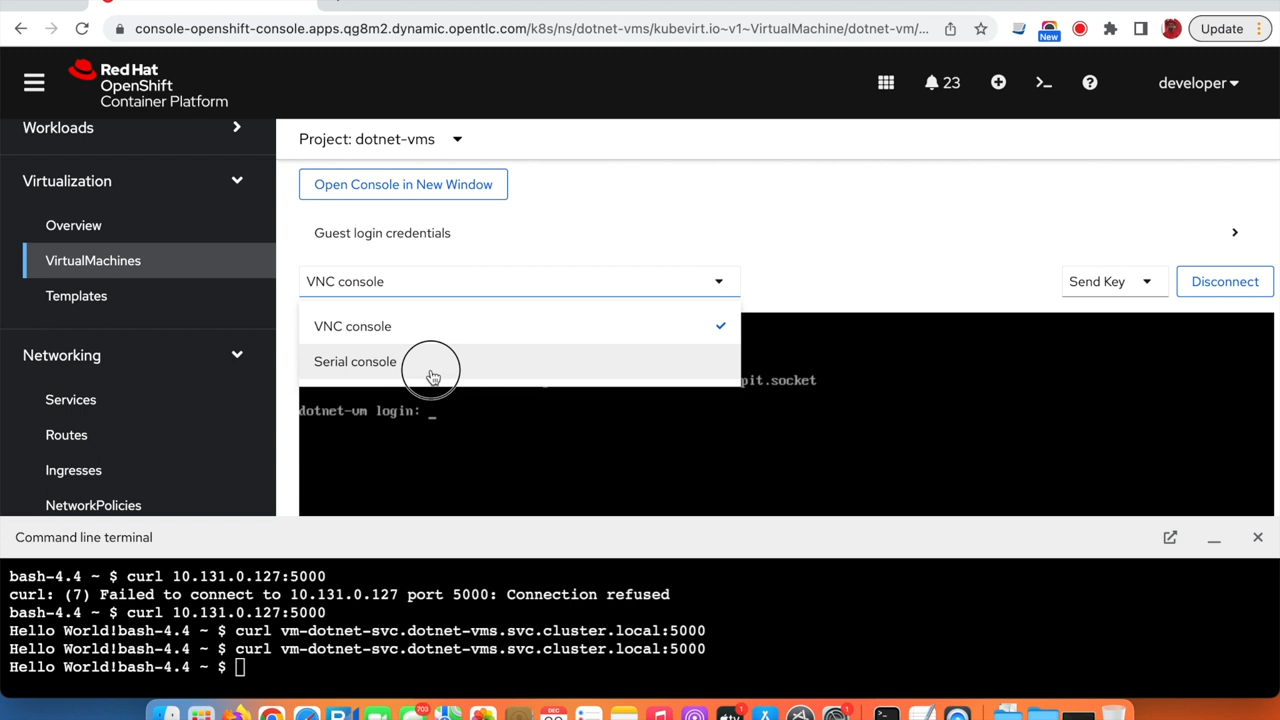 console-openshift-console.apps.qq8m2.dynamic.opentlc.com/k8s/ns/dotnet-vms/kubevirt.io~v1~VirtualMachine/dotnet-vm/...
New
Update
Red Hat
OpenShift
Container Platform
23
developer
Workloads
Project: dotnet-vms
Virtualization
Open Console in New Window
Overview
Guest login credentials
VirtualMachines
VNC console
Send Key
Disconnect
Templates
VNC console
Networking
Serial console
pit.socket
Services
dotnet-vm login: _
Routes
Ingresses
NetworkPolicies
Command line terminal
bash-4.4 ~ $ curl 10.131.0.127:5000
curl: (7) Failed to connect to 10.131.0.127 port 5000: Connection refused
bash-4.4 ~ $ curl 10.131.0.127:5000
Hello World!bash-4.4 ~ $ curl vm-dotnet-svc.dotnet-vms.svc.cluster.local:5000
Hello World!bash-4.4 ~ $ curl vm-dotnet-svc.dotnet-vms.svc.cluster.local:5000
Hello World!bash-4.4 ~ $
703
DEC